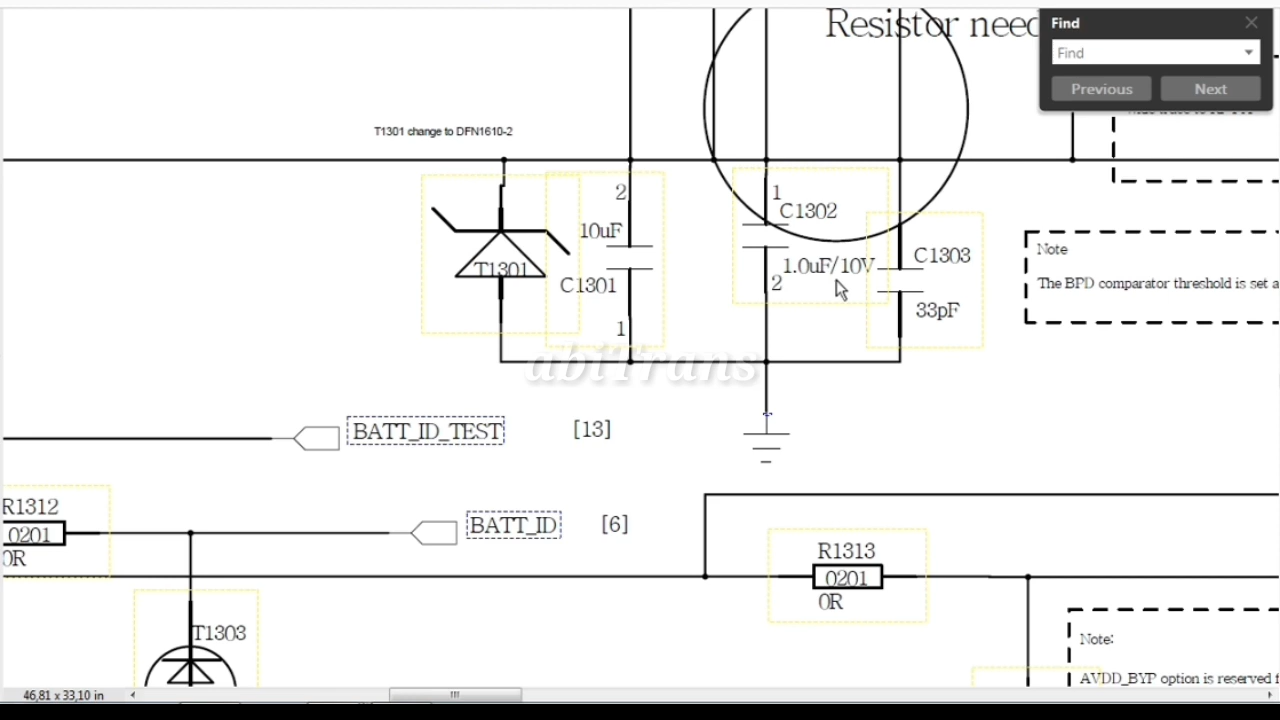 Resistor need
Find
Find
Previous
Next
T1301 change to DFN1610-2
2
10uF
T1301
C1301
1
1
C1302
1.0uF/10V
2
C1303
33pF
Note
The BPD comparator threshold is set a
abiTrans
BATT_ID_TEST
[13]
R1312
0201
0R
BATT_ID
[6]
R1313
0201
0R
T1303
Note:
AVDD_BYP option is reserved f
46,81 x 33,10 in